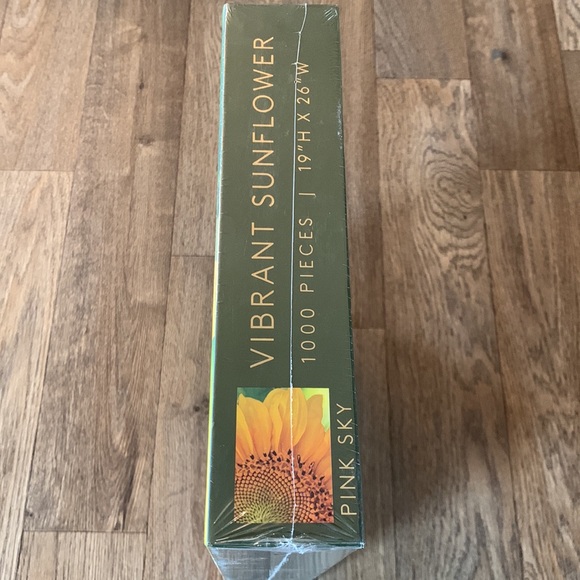 VIBRANT SUNFLOWER
1000 PIECES | 19"H X 26"W
PINK SKY